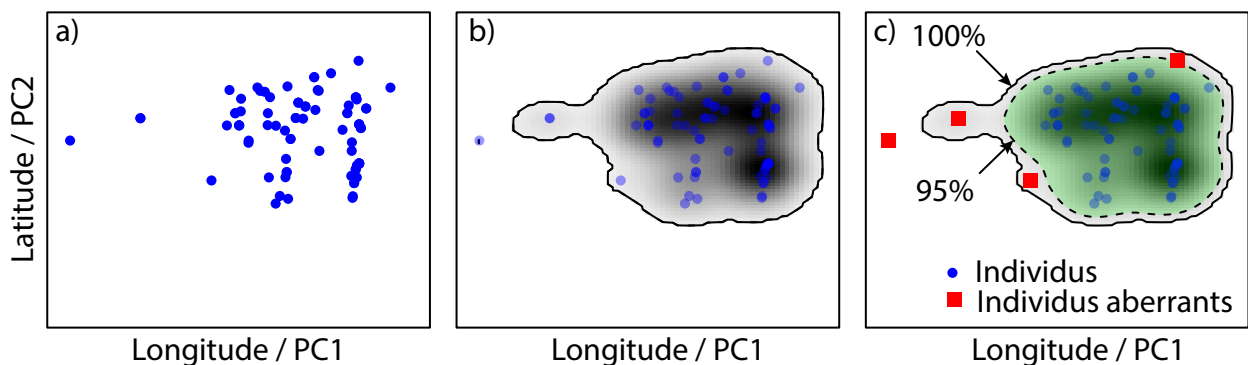 a)
b)
c)
100%
95%
Individus
Individus aberrants
Latitude / PC2
Longitude / PC1
Longitude / PC1
Longitude / PC1